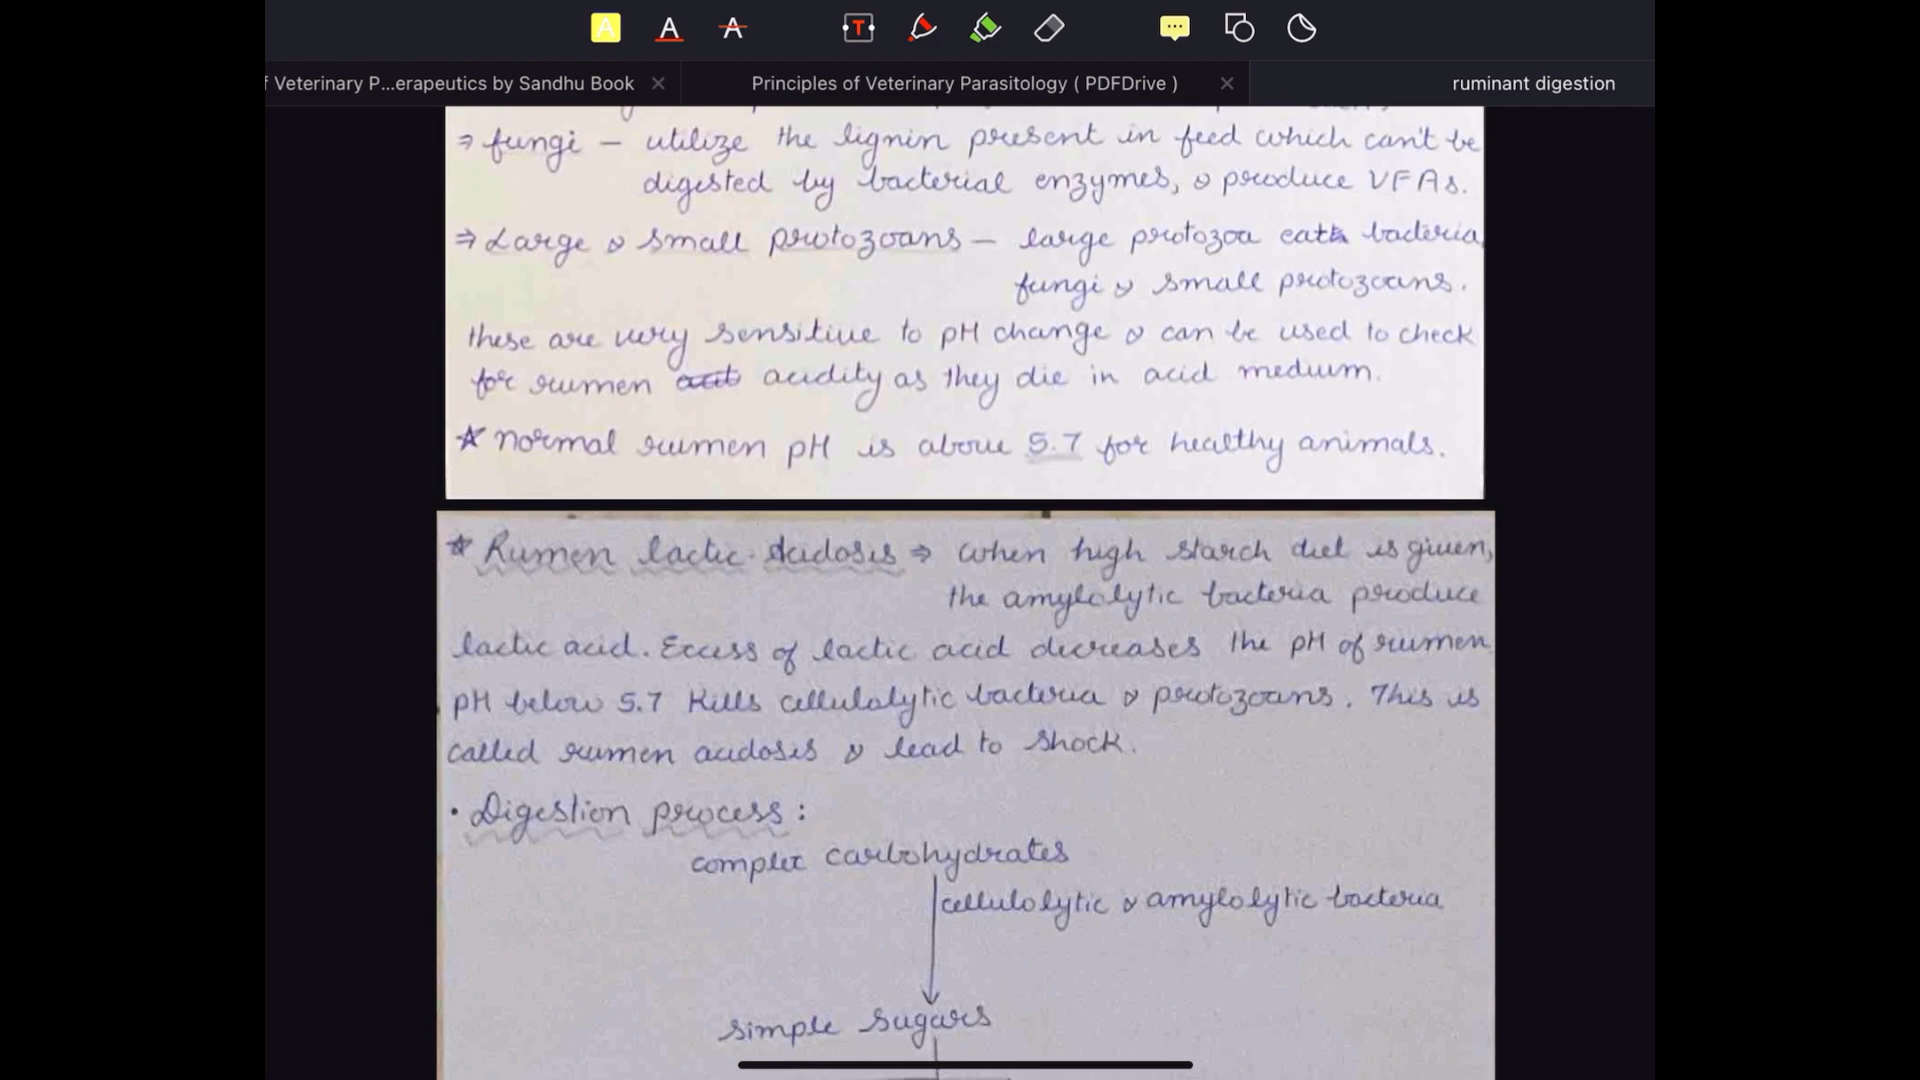 A A A T
f Veterinary P...erapeutics by Sandhu Book × Principles of Veterinary Parasitology ( PDFDrive ) × ruminant digestion
⇒ fungi – utilize the lignin present in feed which can't be
digested by bacterial enzymes, & produce VFAs.
⇒ Large & small protozoans – large protozoa eat bacteria,
fungi & small protozoans.
these are very sensitive to pH change & can be used to check
for rumen acidity as they die in acid medium.
★ normal rumen pH is above 5.7 for healthy animals.
★ Rumen lactic Acidosis ⇒ When high starch diet is given,
the amylolytic bacteria produce
lactic acid. Excess of lactic acid decreases the pH of rumen
pH below 5.7 kills cellulolytic bacteria & protozoans. This is
called rumen acidosis & lead to shock.
• Digestion process :
complex carbohydrates
cellulolytic & amylolytic bacteria
simple sugars